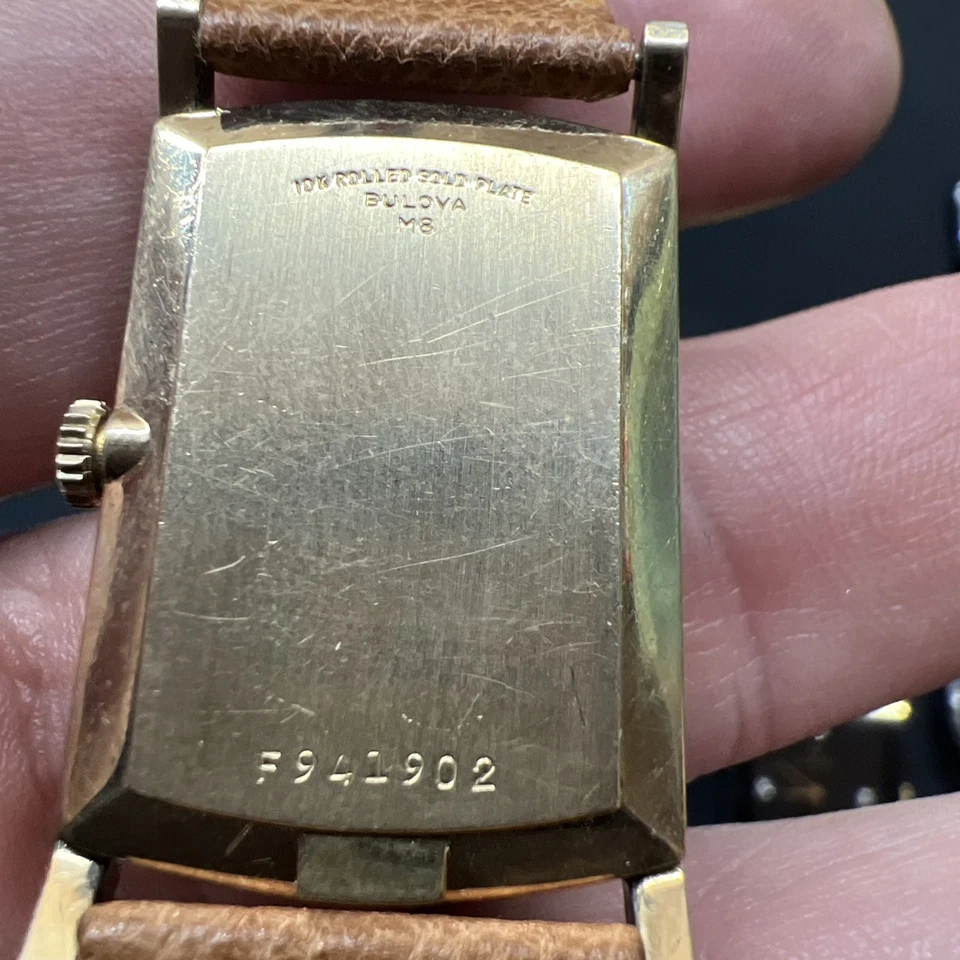 10K ROLLED GOLD PLATE
BULOVA
M8
F941902